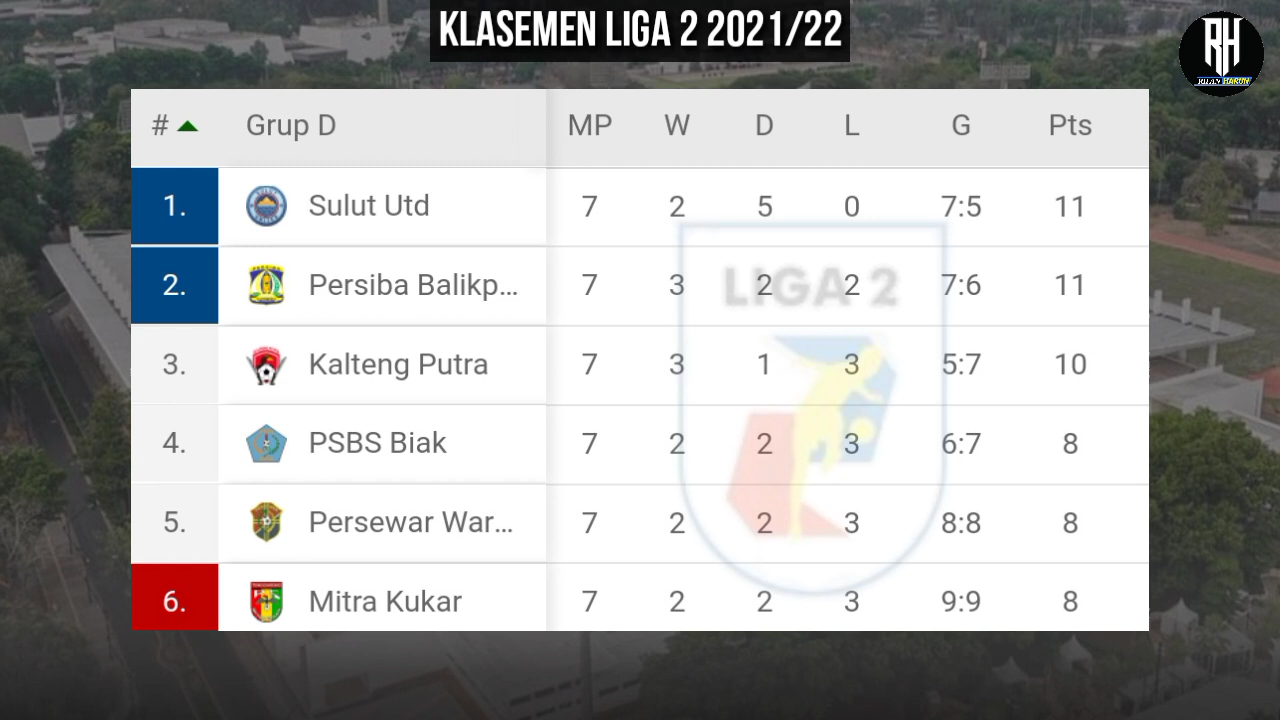 KLASEMEN LIGA 2 2021/22
RH
RILAN HARUN
# Grup D MP W D L G Pts
1. Sulut Utd 7 2 5 0 7:5 11
2. Persiba Balikp... 7 3 2 2 7:6 11
3. Kalteng Putra 7 3 1 3 5:7 10
4. PSBS Biak 7 2 2 3 6:7 8
5. Persewar War... 7 2 2 3 8:8 8
6. Mitra Kukar 7 2 2 3 9:9 8
LIGA 2